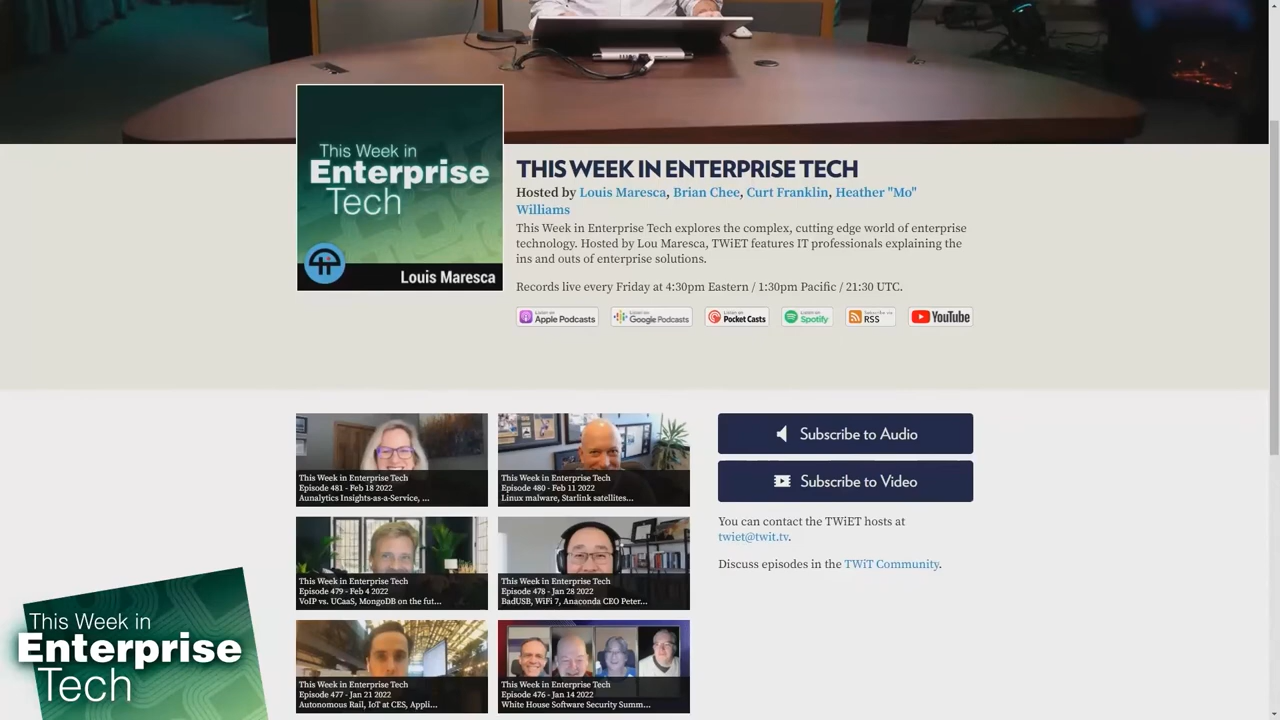 This Week in
Enterprise
Tech
Louis Maresca
THIS WEEK IN ENTERPRISE TECH
Hosted by Louis Maresca, Brian Chee, Curt Franklin, Heather "Mo"
Williams
This Week in Enterprise Tech explores the complex, cutting edge world of enterprise
technology. Hosted by Lou Maresca, TWiET features IT professionals explaining the
ins and outs of enterprise solutions.
Records live every Friday at 4:30pm Eastern / 1:30pm Pacific / 21:30 UTC.
Listen on
Apple Podcasts
Listen on
Google Podcasts
Listen on
Pocket Casts
Listen on
Spotify
Subscribe via
RSS
YouTube
This Week in Enterprise Tech
Episode 481 - Feb 18 2022
Aunalytics Insights-as-a-Service, ...
This Week in Enterprise Tech
Episode 480 - Feb 11 2022
Linux malware, Starlink satellites...
This Week in Enterprise Tech
Episode 479 - Feb 4 2022
VoIP vs. UCaaS, MongoDB on the fut...
This Week in Enterprise Tech
Episode 478 - Jan 28 2022
BadUSB, WiFi 7, Anaconda CEO Peter...
This Week in Enterprise Tech
Episode 477 - Jan 21 2022
Autonomous Rail, IoT at CES, Appli...
This Week in Enterprise Tech
Episode 476 - Jan 14 2022
White House Software Security Summ...
Subscribe to Audio
Subscribe to Video
You can contact the TWiET hosts at
twiet@twit.tv.
Discuss episodes in the TWiT Community.
This Week in
Enterprise
Tech